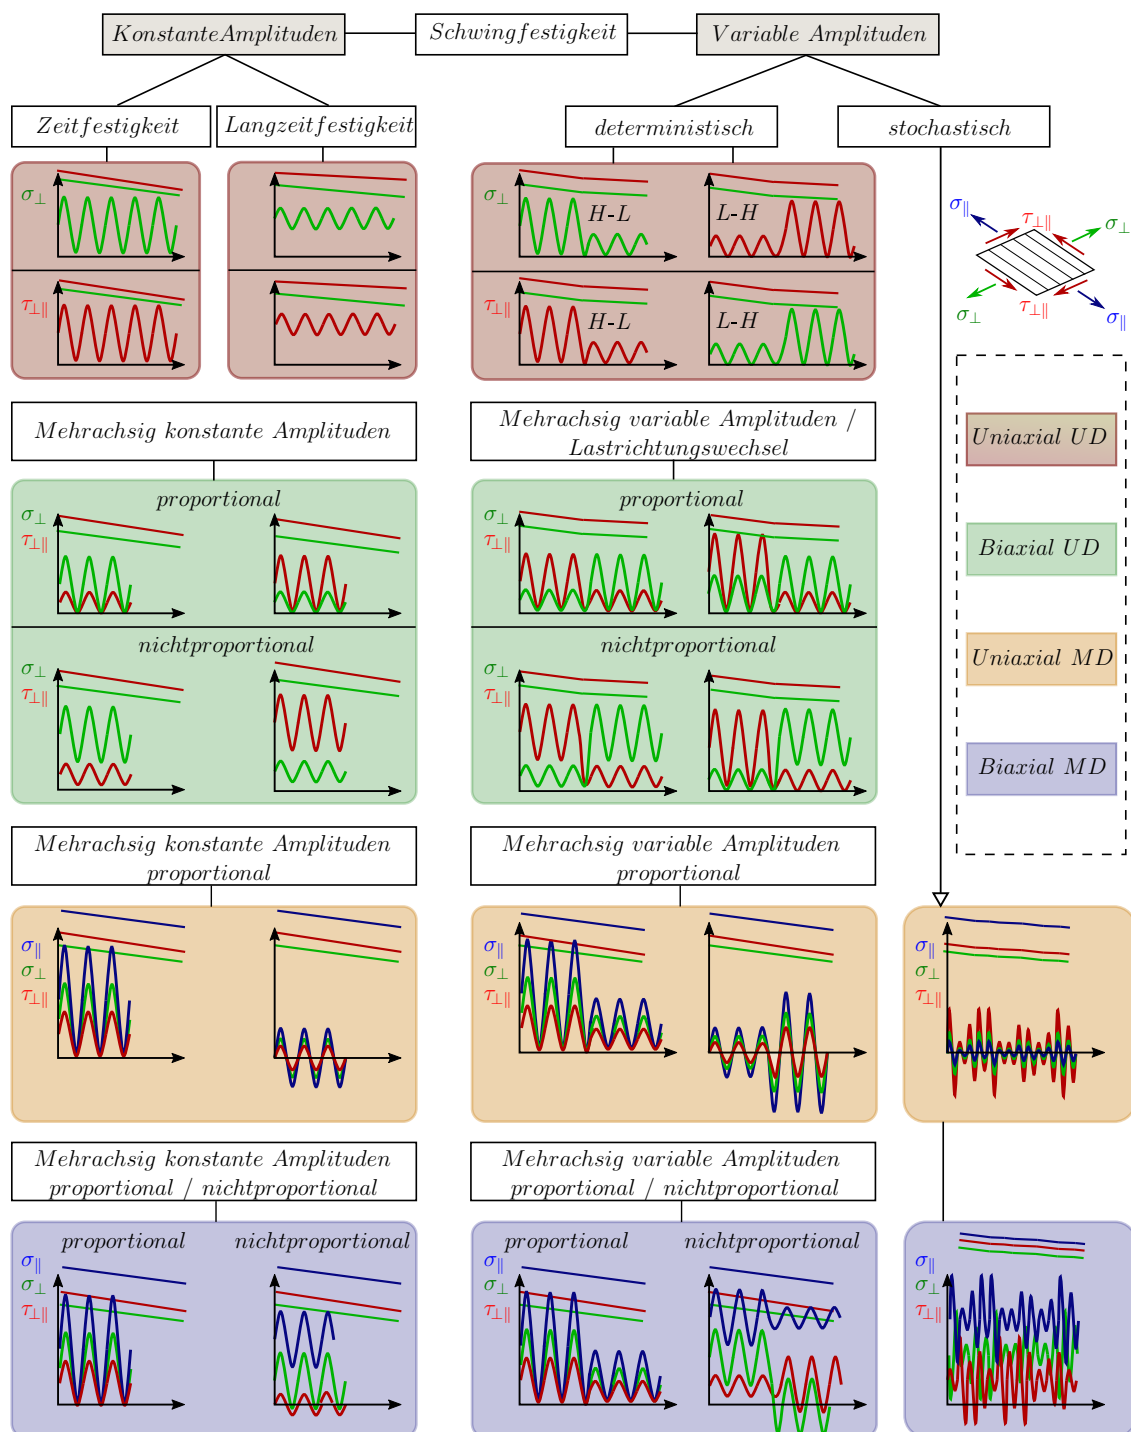 KonstanteAmplituden
Schwingfestigkeit
Variable Amplituden
Zeitfestigkeit
Langzeitfestigkeit
deterministisch
stochastisch
σ⊥
H-L
L-H
τ⊥∥
H-L
L-H
σ∥
τ⊥∥
σ⊥
σ⊥
τ⊥∥
σ∥
Mehrachsig konstante Amplituden
Mehrachsig variable Amplituden /
Lastrichtungswechsel
Uniaxial UD
Biaxial UD
Uniaxial MD
Biaxial MD
proportional
σ⊥
τ⊥∥
nichtproportional
σ⊥
τ⊥∥
proportional
σ⊥
τ⊥∥
nichtproportional
σ⊥
τ⊥∥
Mehrachsig konstante Amplituden
proportional
Mehrachsig variable Amplituden
proportional
σ∥
σ⊥
τ⊥∥
σ∥
σ⊥
τ⊥∥
σ∥
σ⊥
τ⊥∥
Mehrachsig konstante Amplituden
proportional / nichtproportional
Mehrachsig variable Amplituden
proportional / nichtproportional
proportional
nichtproportional
σ∥
σ⊥
τ⊥∥
proportional
nichtproportional
σ∥
σ⊥
τ⊥∥
σ∥
σ⊥
τ⊥∥